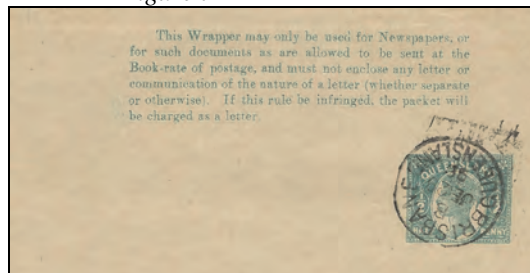 This Wrapper may only be used for Newspapers, or
for such documents as are allowed to be sent at the
Book-rate of postage, and must not enclose any letter or
communication of the nature of a letter (whether separate
or otherwise). If this rule be infringed, the packet will
be charged as a letter.
BRISBANE
QUEENSLAND